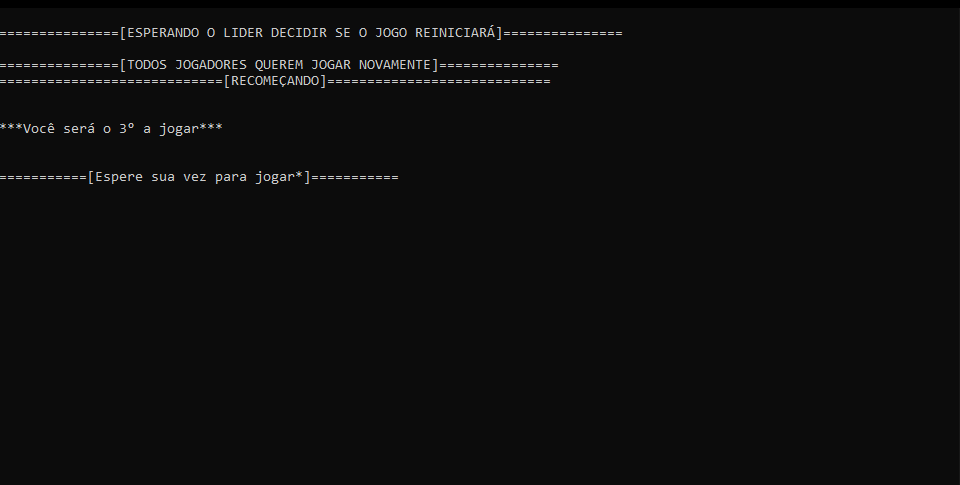 ===============[ESPERANDO O LIDER DECIDIR SE O JOGO REINICIARÁ]===============
===============[TODOS JOGADORES QUEREM JOGAR NOVAMENTE]===============
============================[RECOMEÇANDO]============================
***Você será o 3º a jogar***
===========[Espere sua vez para jogar*]===========